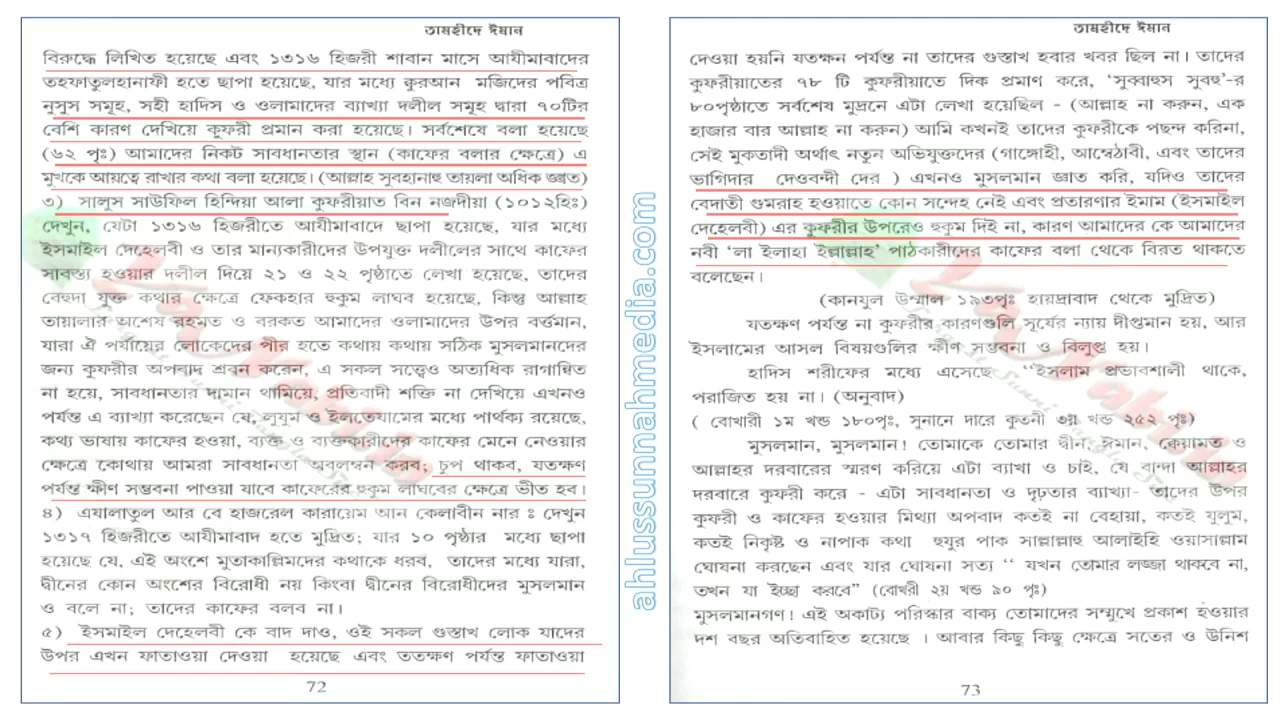 তামহীদে ঈমান
বিরুদ্ধে লিখিত হয়েছে এবং ১৩১৬ হিজরী শাবান মাসে আযীমাবাদের
তহফাতুলহানাফী হতে ছাপা হয়েছে, যার মধ্যে কুরআন মজিদের পবিত্র
নুসুস সমূহ, সহী হাদিস ও ওলামাদের ব্যাখ্যা দলীল সমূহ দ্বারা ৭০টির
বেশি কারণ দেখিয়ে কুফরী প্রমান করা হয়েছে। সর্বশেষে বলা হয়েছে
(৬২ পৃঃ) আমাদের নিকট সাবধানতার স্থান (কাফের বলার ক্ষেত্রে) এ
মুখকে আয়ত্বে রাখার কথা বলা হয়েছে। (আল্লাহ সুবহানাহু তায়লা অধিক জ্ঞাত)
৩) সালুস সাউফিল হিন্দিয়া আলা কুফরীয়াত বিন নজদীয়া (১০১২হিঃ)
দেখুন, যেটা ১৩১৬ হিজরীতে আযীমাবাদে ছাপা হয়েছে, যার মধ্যে
ইসমাইল দেহেলবী ও তার মান্যকারীদের উপযুক্ত দলীলের সাথে কাফের
সাবস্ত্য হওয়ার দলীল দিয়ে ২১ ও ২২ পৃষ্ঠাতে লেখা হয়েছে, তাদের
বেহুদা যুক্ত কথার ক্ষেত্রে ফেকহার হুকুম লাঘব হয়েছে, কিন্তু আল্লাহ
তায়ালার অশেষ রহমত ও বরকত আমাদের ওলামাদের উপর বর্ত্তমান,
যারা ঐ পর্যায়ের লোকেদের পীর হতে কথায় কথায় সঠিক মুসলমানদের
জন্য কুফরীর অপবাদ শ্রবন করেন, এ সকল সত্ত্বেও অত্যধিক রাগান্বিত
না হয়ে, সাবধানতার দামান থামিয়ে, প্রতিবাদী শক্তি না দেখিয়ে এখনও
পর্যন্ত এ ব্যাখ্যা করেছেন যে, লুযুম ও ইলতেযামের মধ্যে পার্থক্য রয়েছে,
কথ্য ভাষায় কাফের হওয়া, ব্যক্ত ও ব্যক্তকারীদের কাফের মেনে নেওয়ার
ক্ষেত্রে কোথায় আমরা সাবধানতা অবলম্বন করব; চুপ থাকব, যতক্ষণ
পর্যন্ত ক্ষীণ সম্ভবনা পাওয়া যাবে কাফেরের হুকুম লাঘবের ক্ষেত্রে ভীত হব।
৪) এযালাতুল আর বে হাজরেল কারায়েম আন কেলাবীন নার ঃ দেখুন
১৩১৭ হিজরীতে আযীমাবাদ হতে মুদ্রিত; যার ১০ পৃষ্ঠার মধ্যে ছাপা
হয়েছে যে, এই অংশে মুতাকাল্লিমদের কথাকে ধরব, তাদের মধ্যে যারা,
দ্বীনের কোন অংশের বিরোধী নয় কিংবা দ্বীনের বিরোধীদের মুসলমান
ও বলে না; তাদের কাফের বলব না।
৫) ইসমাইল দেহেলবী কে বাদ দাও, ওই সকল গুস্তাখ লোক যাদের
উপর এখন ফাতাওয়া দেওয়া হয়েছে এবং ততক্ষণ পর্যন্ত ফাতাওয়া
72
ahlussunnahmedia.com
তামহীদে ঈমান
দেওয়া হয়নি যতক্ষন পর্যন্ত না তাদের গুস্তাখ হবার খবর ছিল না। তাদের
কুফরীয়াতের ৭৮ টি কুফরীয়াতে দিক প্রমাণ করে, ‘সুব্বাহুস সুবহু’-র
৮০পৃষ্ঠাতে সর্বশেষ মুদ্রনে এটা লেখা হয়েছিল - (আল্লাহ না করুন, এক
হাজার বার আল্লাহ না করুন) আমি কখনই তাদের কুফরীকে পছন্দ করিনা,
সেই মুকতাদী অর্থাৎ নতুন অভিযুক্তদের (গাঙ্গোহী, আম্বেঠাবী, এবং তাদের
ভাগিদার দেওবন্দী দের ) এখনও মুসলমান জ্ঞাত করি, যদিও তাদের
বেদাতী গুমরাহ হওয়াতে কোন সন্দেহ নেই এবং প্রতারণার ইমাম (ইসমাইল
দেহেলবী) এর কুফরীর উপরেও হুকুম দিই না, কারণ আমাদের কে আমাদের
নবী ‘লা ইলাহা ইল্লাল্লাহ’ পাঠকারীদের কাফের বলা থেকে বিরত থাকতে
বলেছেন।
(কানযুল উম্মাল ১৯৩পৃঃ হায়দ্রাবাদ থেকে মুদ্রিত)
যতক্ষণ পর্যন্ত না কুফরীর কারণগুলি সূর্যের ন্যায় দীপ্তমান হয়, আর
ইসলামের আসল বিষয়গুলির ক্ষীণ সম্ভবনা ও বিলুপ্ত হয়।
হাদিস শরীফের মধ্যে এসেছে “ইসলাম প্রভাবশালী থাকে,
পরাজিত হয় না। (অনুবাদ)
( বোখারী ১ম খন্ড ১৮০পৃঃ, সুনানে দারে কুতনী ৩য় খন্ড ২৫২ পৃঃ)
মুসলমান, মুসলমান! তোমাকে তোমার দ্বীন, ঈমান, ক্বেয়ামত ও
আল্লাহর দরবারের স্মরণ করিয়ে এটা ব্যাখা ও চাই, যে বান্দা আল্লাহর
দরবারে কুফরী করে - এটা সাবধানতা ও দৃঢ়তার ব্যাখ্যা- তাদের উপর
কুফরী ও কাফের হওয়ার মিথ্যা অপবাদ কতই না বেহায়া, কতই যুলুম,
কতই নিকৃষ্ট ও নাপাক কথা হুযুর পাক সাল্লাল্লাহু আলাইহি ওয়াসাল্লাম
ঘোষনা করছেন এবং যার ঘোষনা সত্য “ যখন তোমার লজ্জা থাকবে না,
তখন যা ইচ্ছা করবে” (বোখরী ২য় খন্ড ৯০ পৃঃ)
মুসলমানগণ! এই অকাট্য পরিস্কার বাক্য তোমাদের সম্মুখে প্রকাশ হওয়ার
দশ বছর অতিবাহিত হয়েছে । আবার কিছু কিছু ক্ষেত্রে সতের ও উনিশ
73